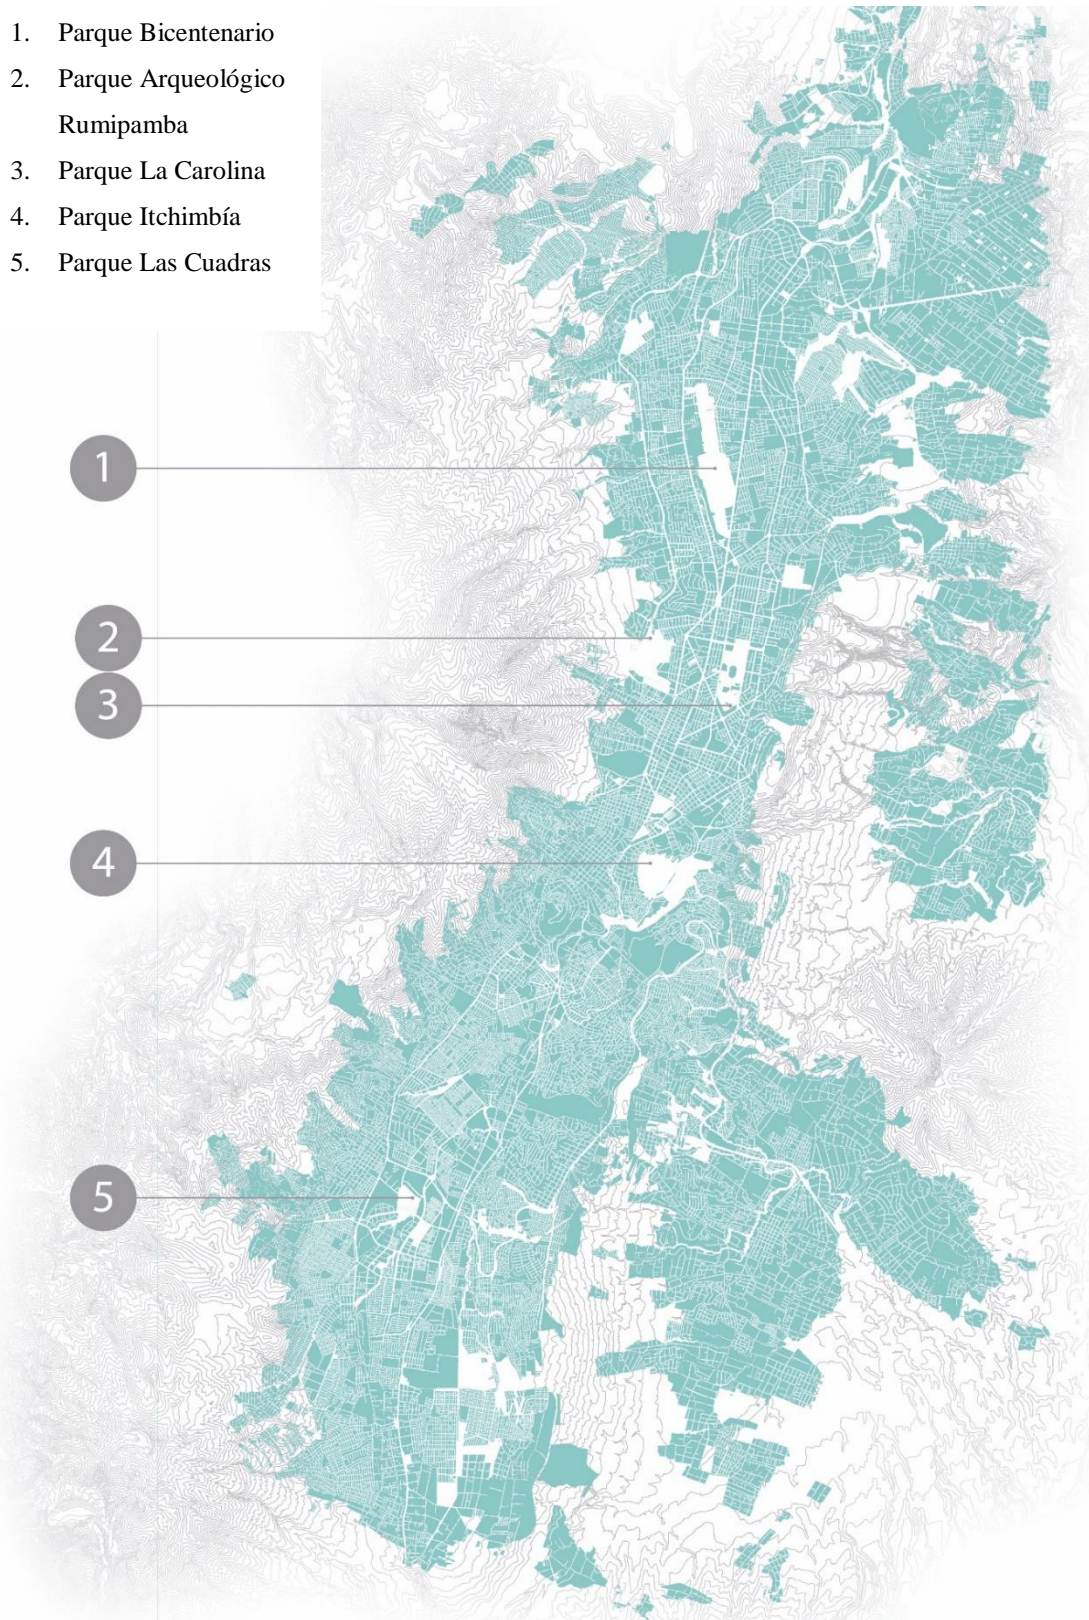 1. Parque Bicentenario
2. Parque Arqueológico
Rumipamba
3. Parque La Carolina
4. Parque Itchimbía
5. Parque Las Cuadras
1
2
3
4
5